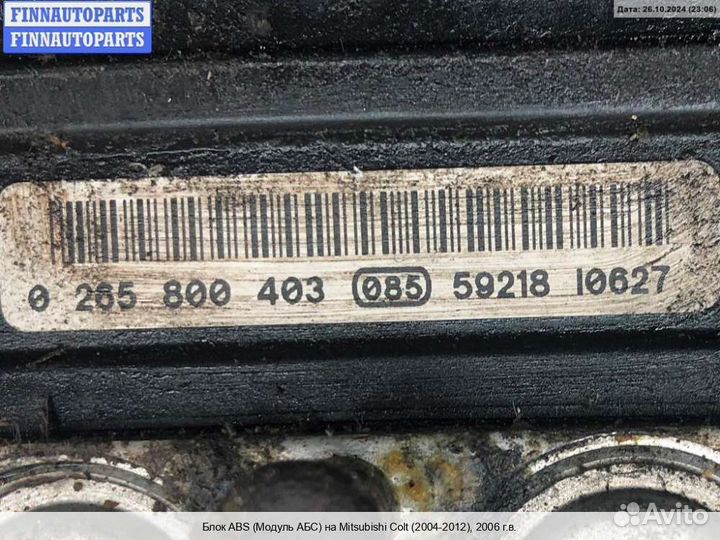 FINNAUTOPARTS
FINNAUTOPARTS
Дата: 26.10.2024 (23:06)
0 265 800 403 085 59218 10627
Блок ABS (Модуль АБС) на Mitsubishi Colt (2004-2012), 2006 г.в.
Avito